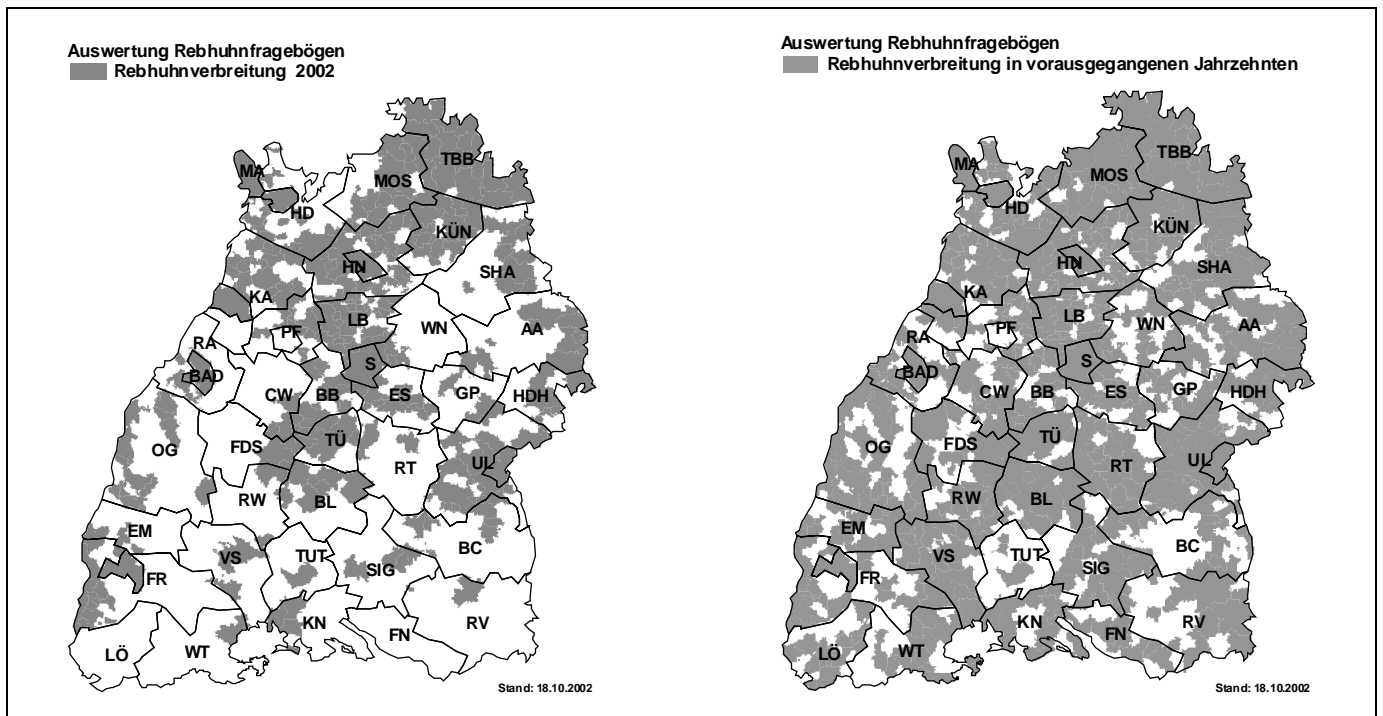 Auswertung Rebhuhnfragebögen
Rebhuhnverbreitung 2002
TBB
MA
MOS
HD
KÜN
HN
SHA
KA
LB
WN
AA
PF
RA
S
BAD
CW
BB
ES
GP
HDH
TÜ
OG
FDS
RT
UL
RW
BL
EM
VS
TUT
BC
FR
SIG
KN
RV
FN
LÖ
WT
Stand: 18.10.2002
Auswertung Rebhuhnfragebögen
Rebhuhnverbreitung in vorausgegangenen Jahrzehnten
TBB
MA
MOS
HD
KÜN
HN
SHA
KA
LB
WN
AA
PF
RA
S
BAD
CW
BB
ES
GP
HDH
TÜ
OG
FDS
RT
UL
RW
BL
EM
VS
TUT
BC
FR
SIG
KN
RV
FN
LÖ
WT
Stand: 18.10.2002